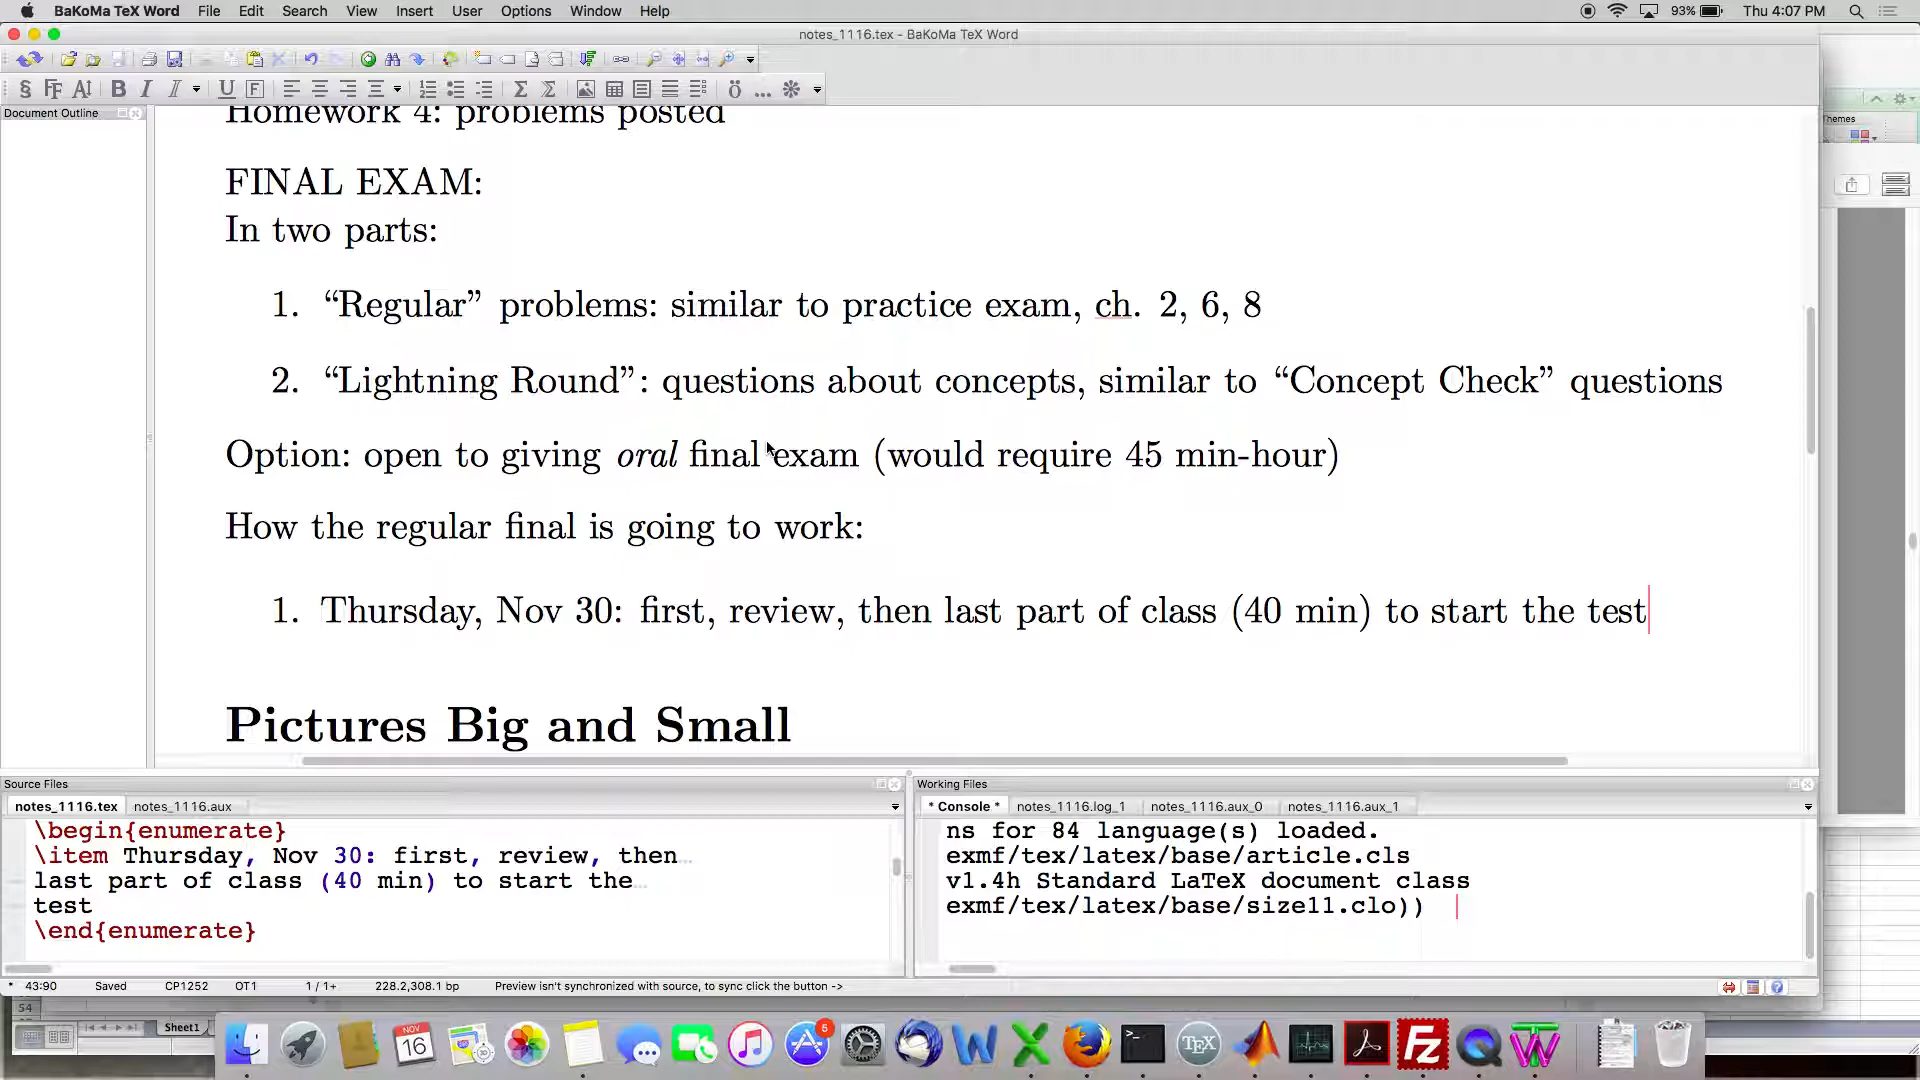 BaKoMa TeX Word File Edit Search View Insert User Options Window Help 93% Thu 4:07 PM
notes_1116.tex - BaKoMa TeX Word
Document Outline
Themes
Homework 4: problems posted
FINAL EXAM:
In two parts:
1. “Regular” problems: similar to practice exam, ch. 2, 6, 8
2. “Lightning Round”: questions about concepts, similar to “Concept Check” questions
Option: open to giving oral final exam (would require 45 min-hour)
How the regular final is going to work:
1. Thursday, Nov 30: first, review, then last part of class (40 min) to start the test
Pictures Big and Small
Source Files
notes_1116.tex notes_1116.aux
\begin{enumerate}
\item Thursday, Nov 30: first, review, then
last part of class (40 min) to start the
test
\end{enumerate}
Working Files
* Console * notes_1116.log_1 notes_1116.aux_0 notes_1116.aux_1
ns for 84 language(s) loaded.
exmf/tex/latex/base/article.cls
v1.4h Standard LaTeX document class
exmf/tex/latex/base/size11.clo))
* 43:90 Saved CP1252 OT1 1 / 1+ 228.2,308.1 bp Preview isn't synchronized with source, to sync click the button ->
54
Sheet1
NOV
16
5
TEX